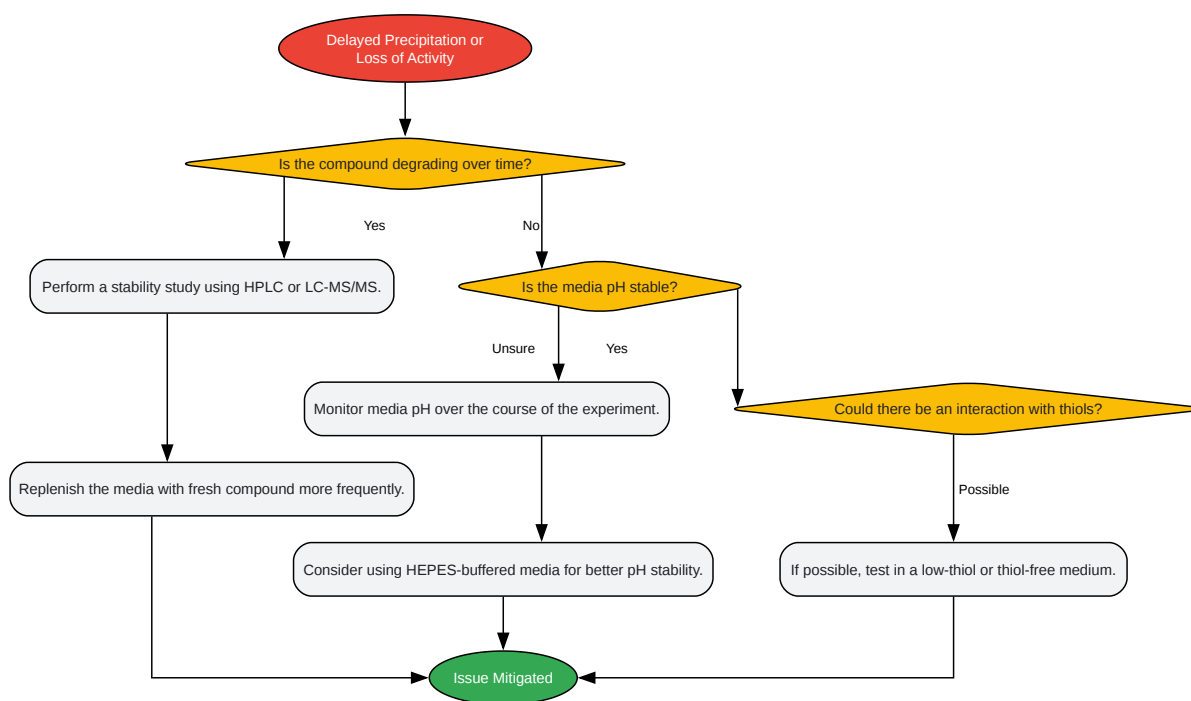 Delayed Precipitation or
Loss of Activity
Is the compound degrading over time?
Yes
No
Perform a stability study using HPLC or LC-MS/MS.
Is the media pH stable?
Unsure
Yes
Monitor media pH over the course of the experiment.
Could there be an interaction with thiols?
Replenish the media with fresh compound more frequently.
Possible
Consider using HEPES-buffered media for better pH stability.
If possible, test in a low-thiol or thiol-free medium.
Issue Mitigated